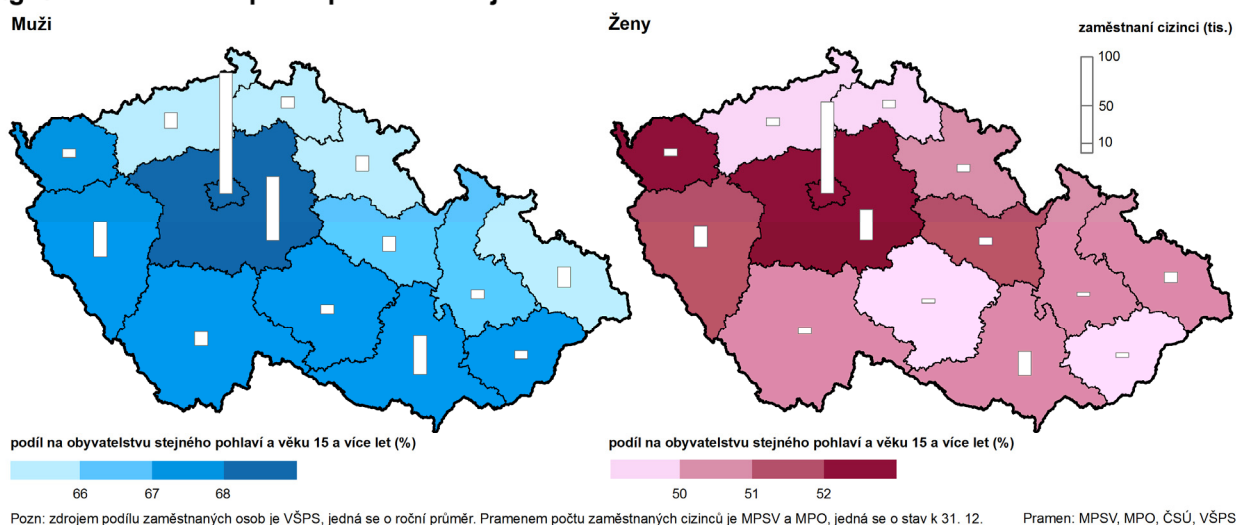 Muži
Ženy
zaměstnaní cizinci (tis.)
100
50
10
podíl na obyvatelstvu stejného pohlaví a věku 15 a více let (%)
66 67 68
podíl na obyvatelstvu stejného pohlaví a věku 15 a více let (%)
50 51 52
Pozn: zdrojem podílu zaměstnaných osob je VŠPS, jedná se o roční průměr. Pramenem počtu zaměstnaných cizinců je MPSV a MPO, jedná se o stav k 31. 12.
Pramen: MPSV, MPO, ČSÚ, VŠPS